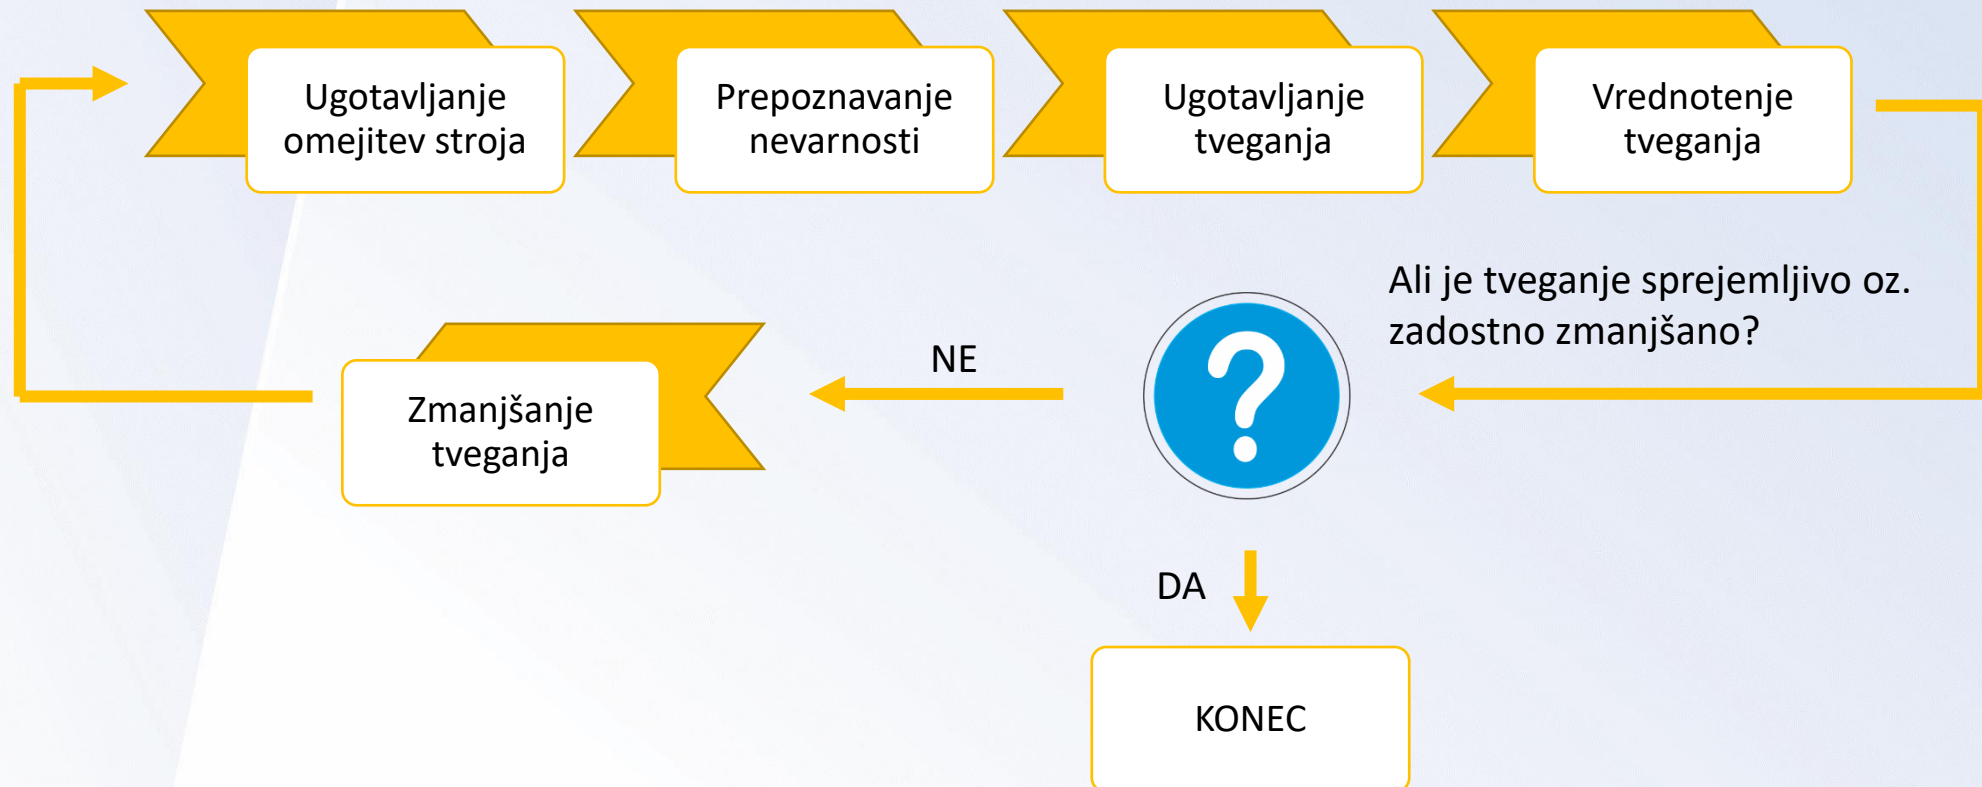 Ugotavljanje
omejitev stroja
Prepoznavanje
nevarnosti
Ugotavljanje
tveganja
Vrednotenje
tveganja
Ali je tveganje sprejemljivo oz.
zadostno zmanjšano?
NE
Zmanjšanje
tveganja
?
DA
KONEC